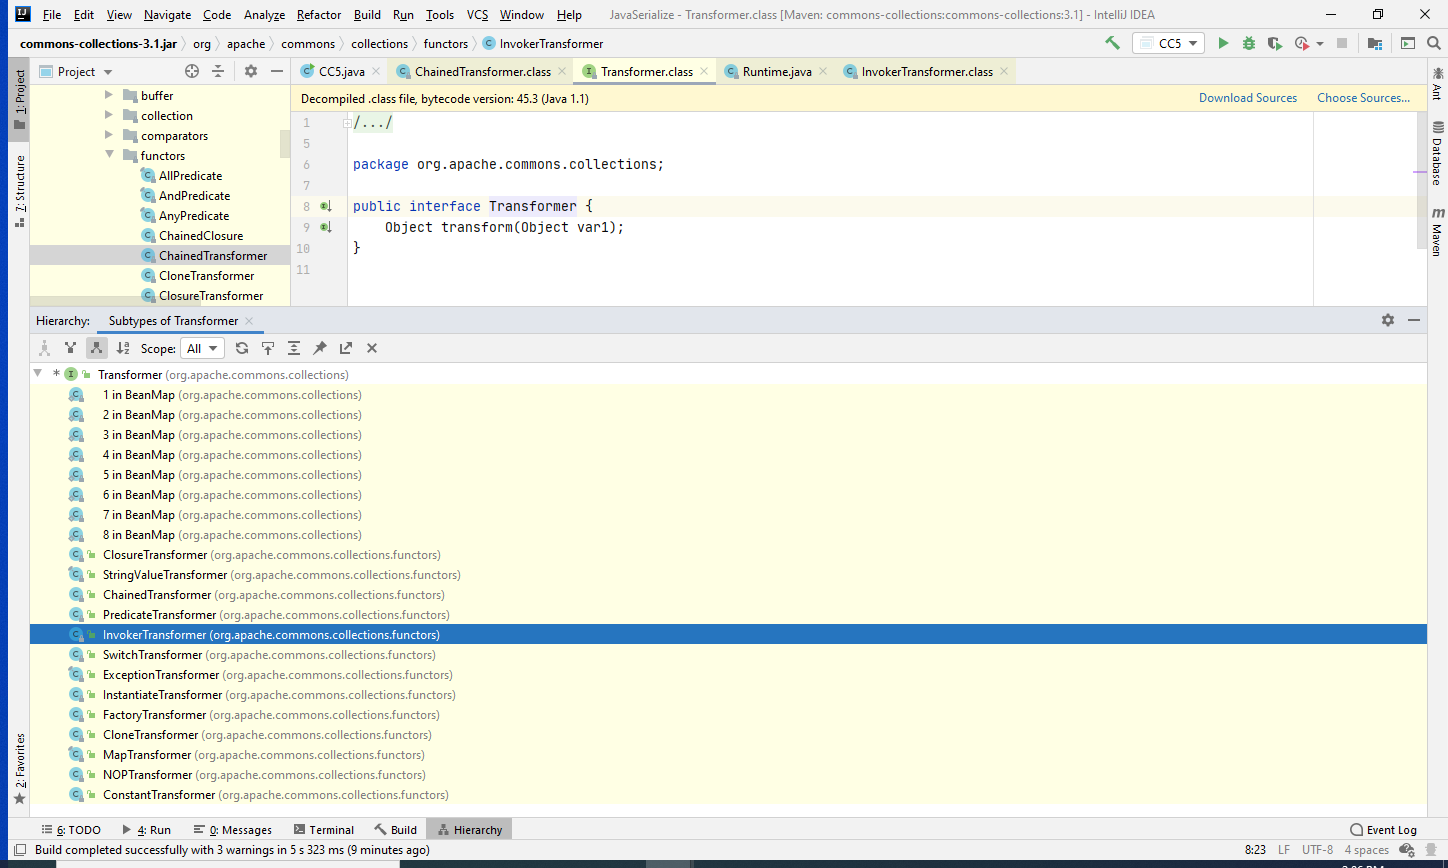 File Edit View Navigate Code Analyze Refactor Build Run Tools VCS Window Help JavaSerialize - Transformer.class [Maven: commons-collections:commons-collections:3.1] - IntelliJ IDEA
commons-collections-3.1.jar org apache commons collections functors InvokerTransformer CC5
1: Project
Project
CC5.java ChainedTransformer.class Transformer.class Runtime.java InvokerTransformer.class
Ant
Database
Maven
7: Structure
2: Favorites
buffer
collection
comparators
functors
AllPredicate
AndPredicate
AnyPredicate
ChainedClosure
ChainedTransformer
CloneTransformer
ClosureTransformer
Decompiled .class file, bytecode version: 45.3 (Java 1.1) Download Sources Choose Sources...
1 /.../
5
6 package org.apache.commons.collections;
7
8 public interface Transformer {
9 Object transform(Object var1);
10 }
11
Hierarchy: Subtypes of Transformer
Scope: All
* Transformer (org.apache.commons.collections)
1 in BeanMap (org.apache.commons.collections)
2 in BeanMap (org.apache.commons.collections)
3 in BeanMap (org.apache.commons.collections)
4 in BeanMap (org.apache.commons.collections)
5 in BeanMap (org.apache.commons.collections)
6 in BeanMap (org.apache.commons.collections)
7 in BeanMap (org.apache.commons.collections)
8 in BeanMap (org.apache.commons.collections)
ClosureTransformer (org.apache.commons.collections.functors)
StringValueTransformer (org.apache.commons.collections.functors)
ChainedTransformer (org.apache.commons.collections.functors)
PredicateTransformer (org.apache.commons.collections.functors)
InvokerTransformer (org.apache.commons.collections.functors)
SwitchTransformer (org.apache.commons.collections.functors)
ExceptionTransformer (org.apache.commons.collections.functors)
InstantiateTransformer (org.apache.commons.collections.functors)
FactoryTransformer (org.apache.commons.collections.functors)
CloneTransformer (org.apache.commons.collections.functors)
MapTransformer (org.apache.commons.collections.functors)
NOPTransformer (org.apache.commons.collections.functors)
ConstantTransformer (org.apache.commons.collections.functors)
6: TODO 4: Run 0: Messages Terminal Build Hierarchy Event Log
Build completed successfully with 3 warnings in 5 s 323 ms (9 minutes ago) 8:23 LF UTF-8 4 spaces